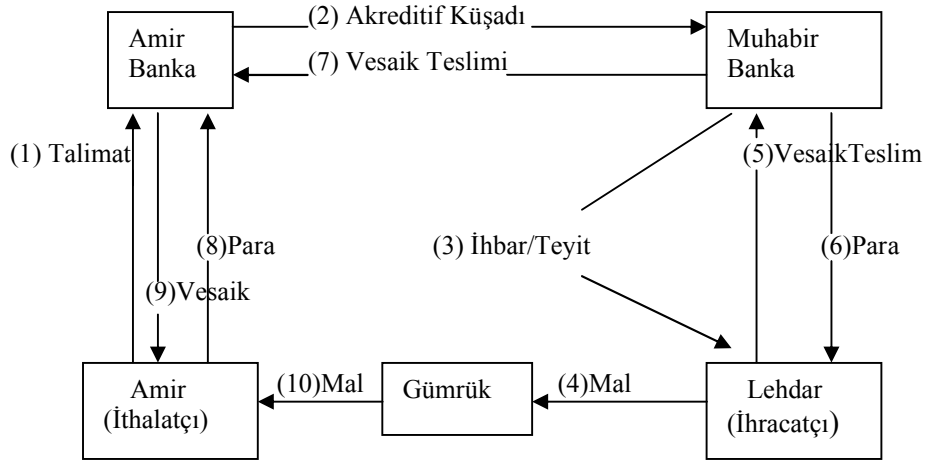 (2) Akreditif Küşadı
Amir
Banka
Muhabir
Banka
(7) Vesaik Teslimi
(1) Talimat
(5)VesaikTeslim
(3) İhbar/Teyit
(8)Para
(6)Para
(9)Vesaik
Amir
(İthalatçı)
(10)Mal
Gümrük
(4)Mal
Lehdar
(İhracatçı)